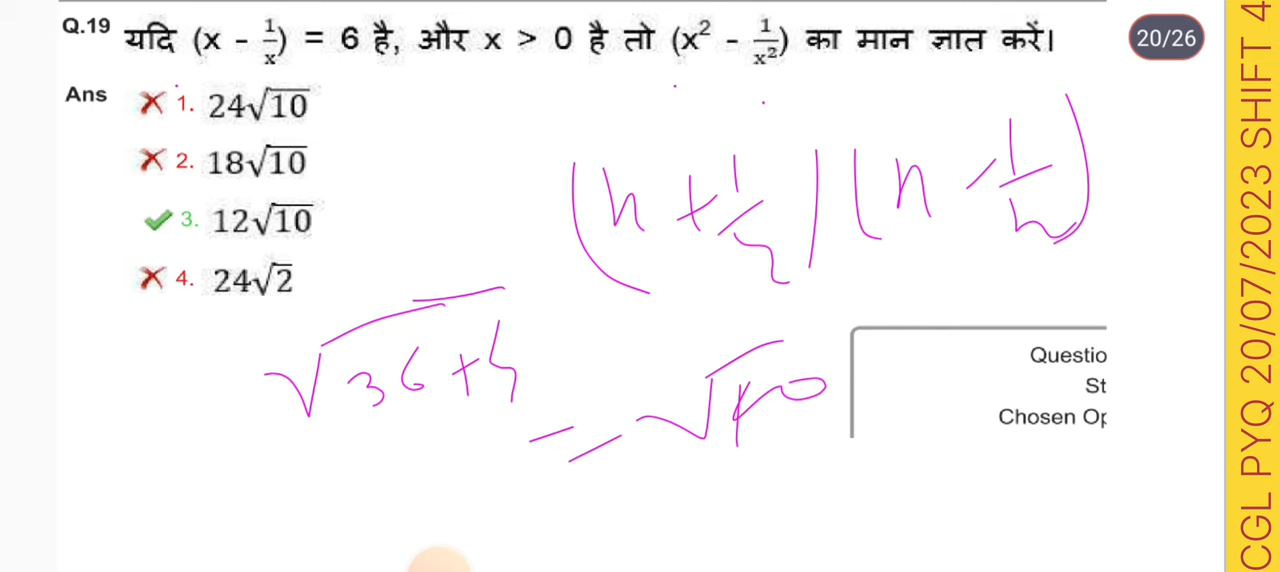 Q.19 यदि (x - 1/x) = 6 है, और x > 0 है तो (x² - 1/x²) का मान ज्ञात करें।
20/26
Ans 1. 24√10
2. 18√10
3. 12√10
4. 24√2
(x + 1/x) (x - 1/x)
√36+4
= √40
Questio
St
Chosen Op
CGL PYQ 20/07/2023 SHIFT 4